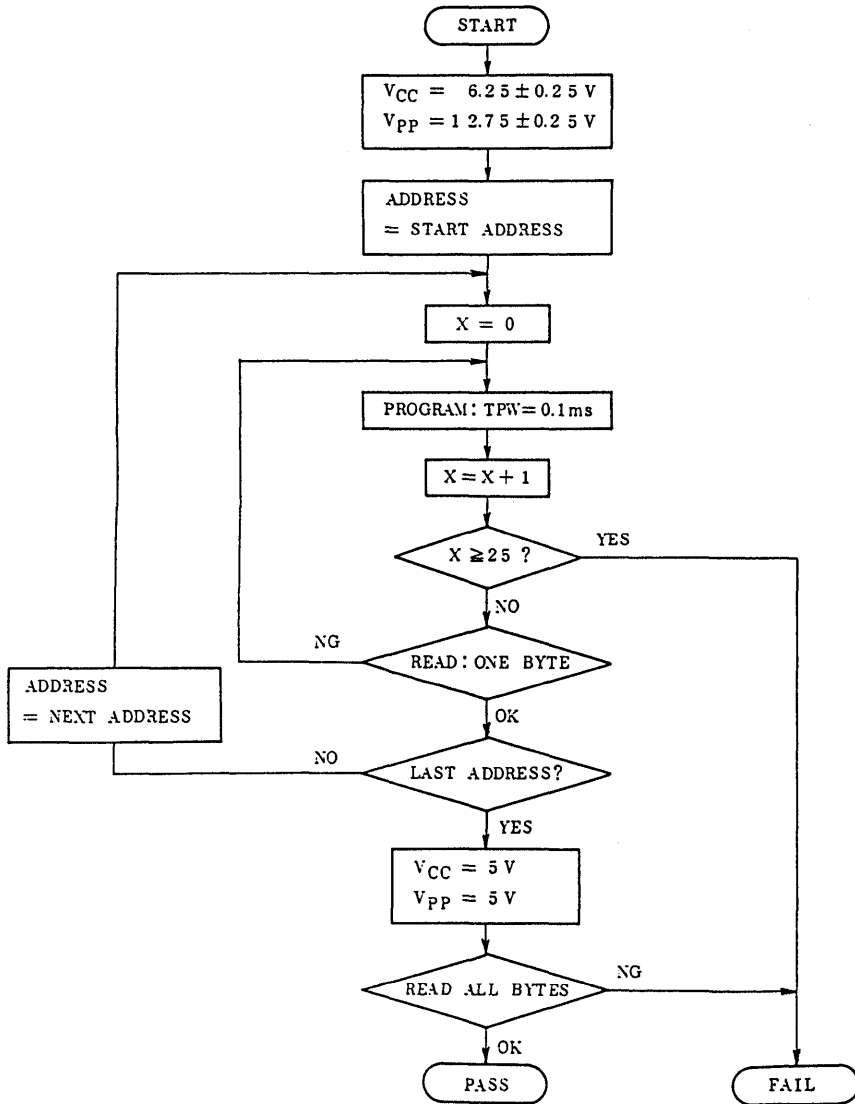 START
VCC = 6.25±0.25 V
VPP = 12.75±0.25 V
ADDRESS
= START ADDRESS
X = 0
PROGRAM: TPW=0.1ms
X=X+1
X ≧25 ?
YES
NO
NG
READ: ONE BYTE
ADDRESS
= NEXT ADDRESS
OK
NO
LAST ADDRESS?
YES
VCC = 5V
VPP = 5V
READ ALL BYTES
NG
OK
PASS
FAIL